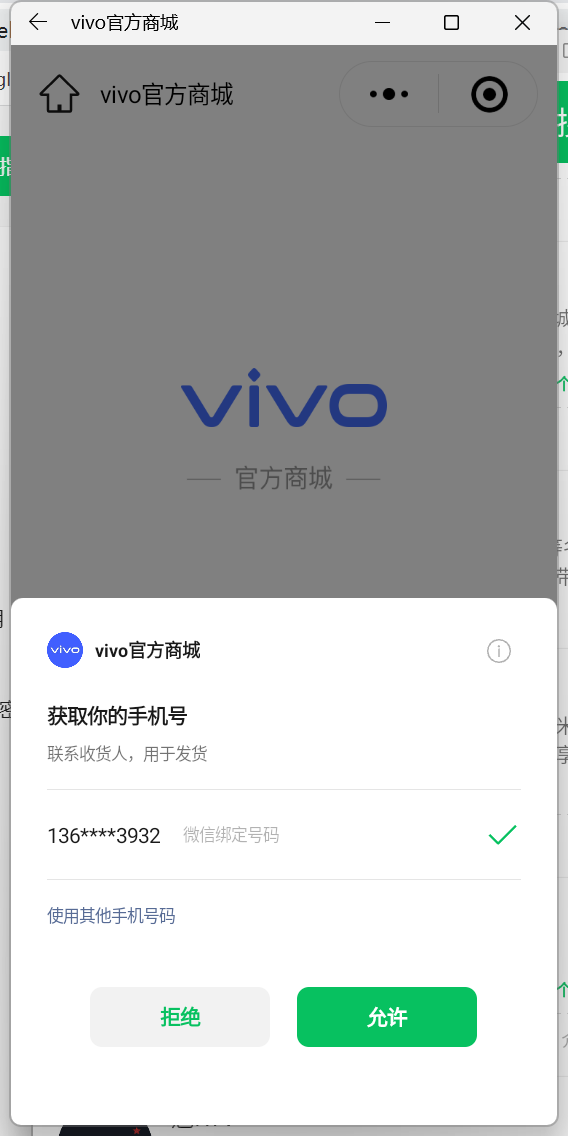 vivo官方商城
vivo官方商城
vivo
官方商城
vivo
vivo官方商城
获取你的手机号
联系收货人，用于发货
136****3932 微信绑定号码
使用其他手机号码
拒绝 允许